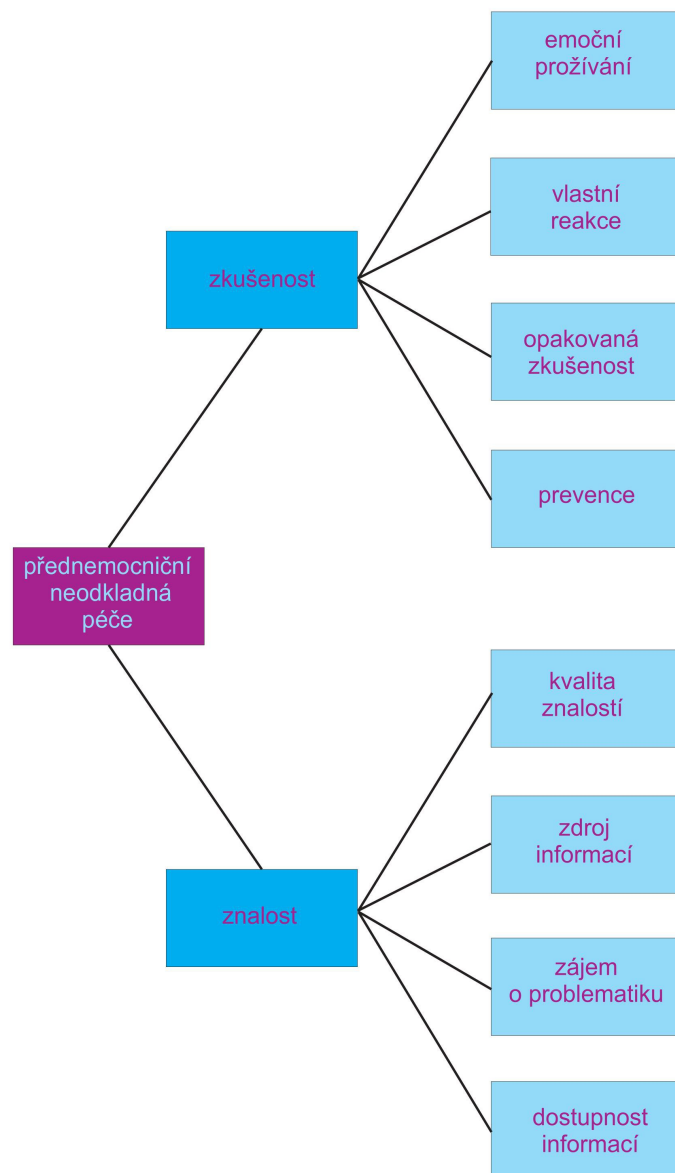 emoční
prožívání
vlastní
reakce
zkušenost
opakovaná
zkušenost
prevence
přednemocniční
neodkladná
péče
kvalita
znalostí
zdroj
informací
znalost
zájem
o problematiku
dostupnost
informací